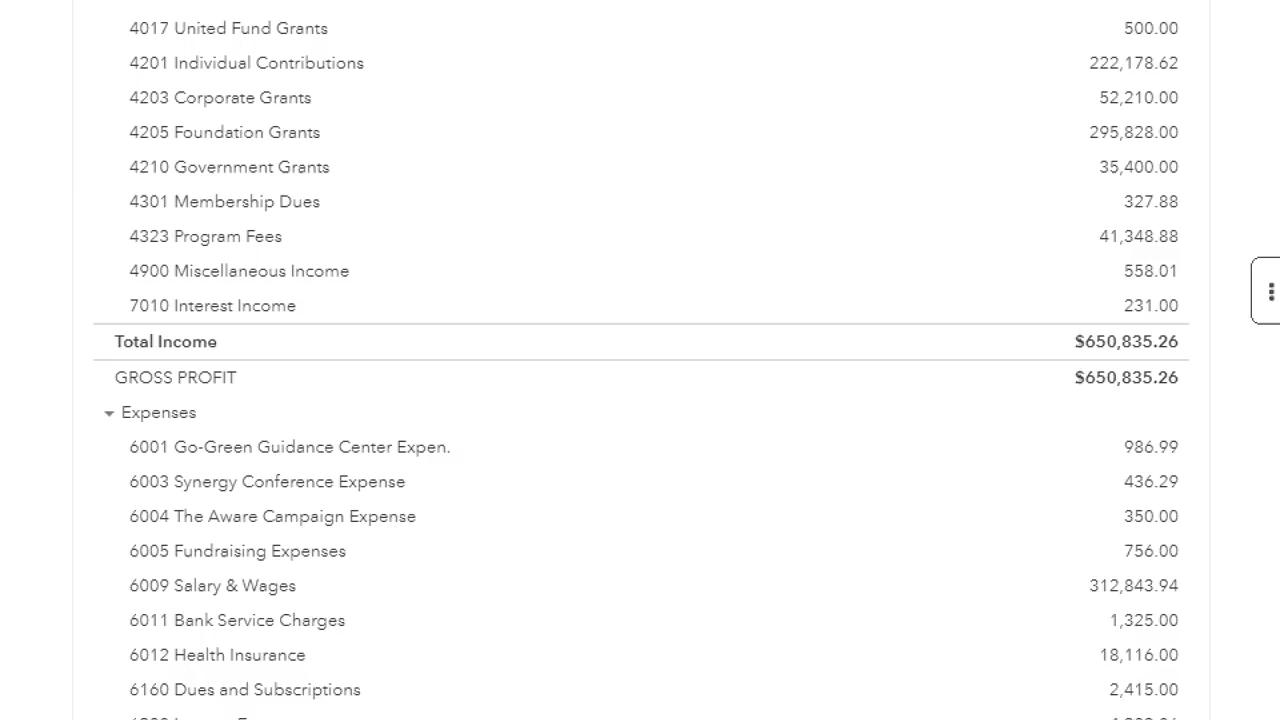 4017 United Fund Grants 500.00
4201 Individual Contributions 222,178.62
4203 Corporate Grants 52,210.00
4205 Foundation Grants 295,828.00
4210 Government Grants 35,400.00
4301 Membership Dues 327.88
4323 Program Fees 41,348.88
4900 Miscellaneous Income 558.01
7010 Interest Income 231.00
Total Income $650,835.26
GROSS PROFIT $650,835.26
Expenses
6001 Go-Green Guidance Center Expen. 986.99
6003 Synergy Conference Expense 436.29
6004 The Aware Campaign Expense 350.00
6005 Fundraising Expenses 756.00
6009 Salary & Wages 312,843.94
6011 Bank Service Charges 1,325.00
6012 Health Insurance 18,116.00
6160 Dues and Subscriptions 2,415.00